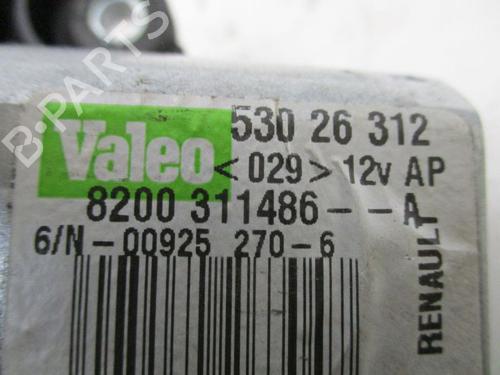 B-PARTS
Valeo
530 26 312
<029> 12v AP
8200 311486--A
6/N-00925 270-6
RENAULT